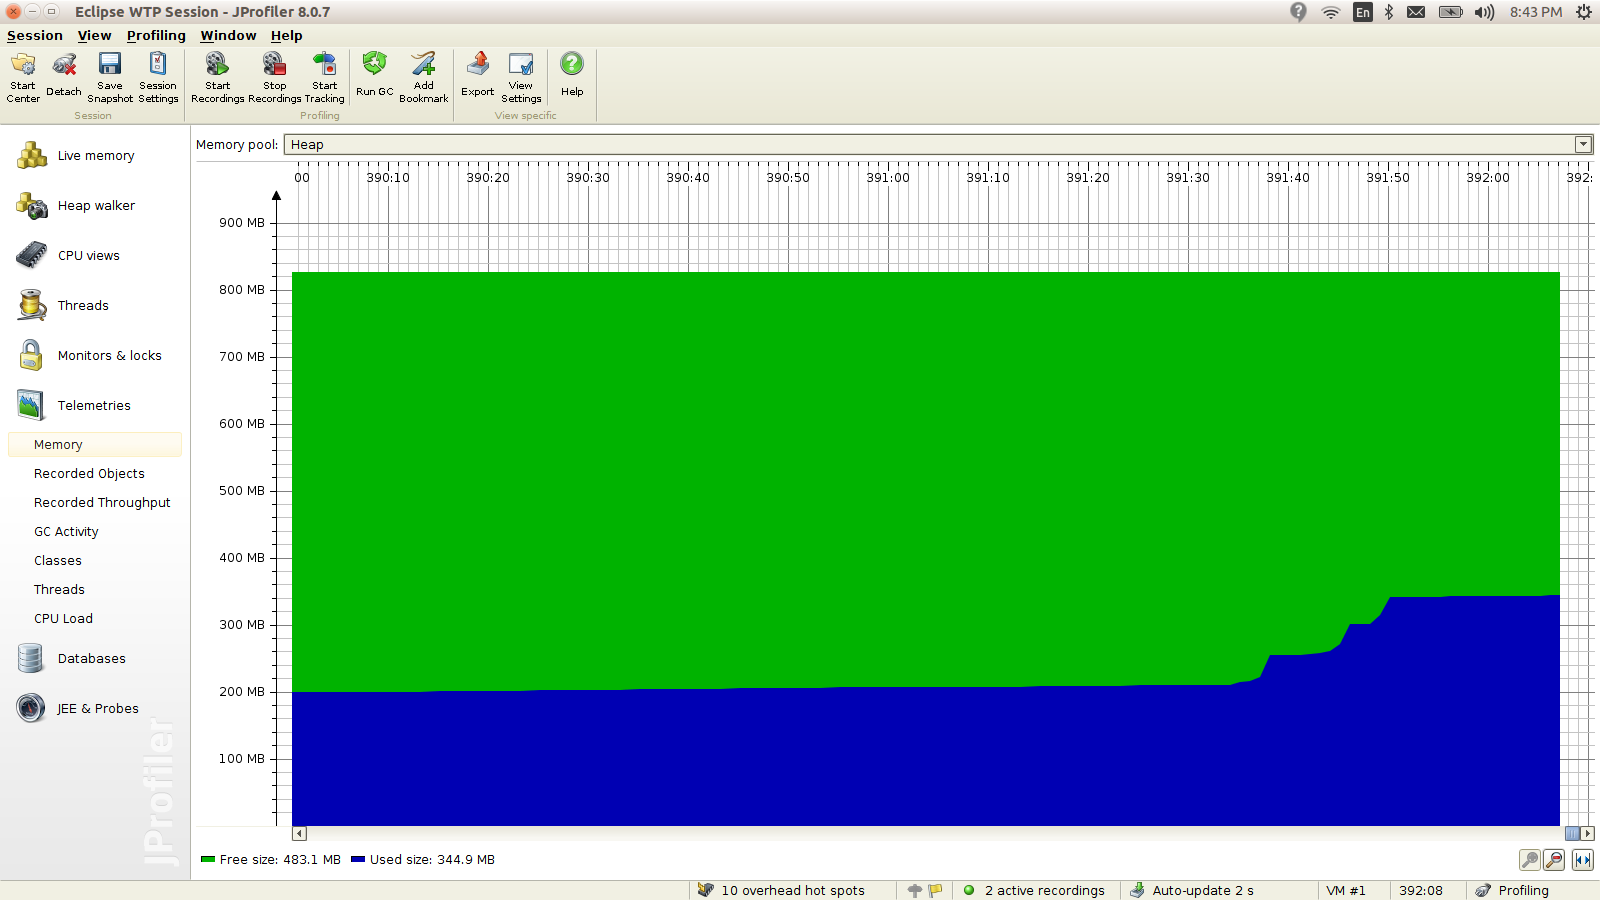 Eclipse WTP Session - JProfiler 8.0.7
En
8:43 PM
Session View Profiling Window Help
Start Center
Detach
Save Snapshot
Session Settings
Start Recordings
Stop Recordings
Start Tracking
Run GC
Add Bookmark
Export
View Settings
Help
Session
Profiling
View specific
Live memory
Heap walker
CPU views
Threads
Monitors & locks
Telemetries
Memory
Recorded Objects
Recorded Throughput
GC Activity
Classes
Threads
CPU Load
Databases
JEE & Probes
JProfiler
Memory pool: Heap
00 390:10 390:20 390:30 390:40 390:50 391:00 391:10 391:20 391:30 391:40 391:50 392:00 392:
900 MB
800 MB
700 MB
600 MB
500 MB
400 MB
300 MB
200 MB
100 MB
Free size: 483.1 MB Used size: 344.9 MB
10 overhead hot spots
2 active recordings
Auto-update 2 s
VM #1
392:08
Profiling